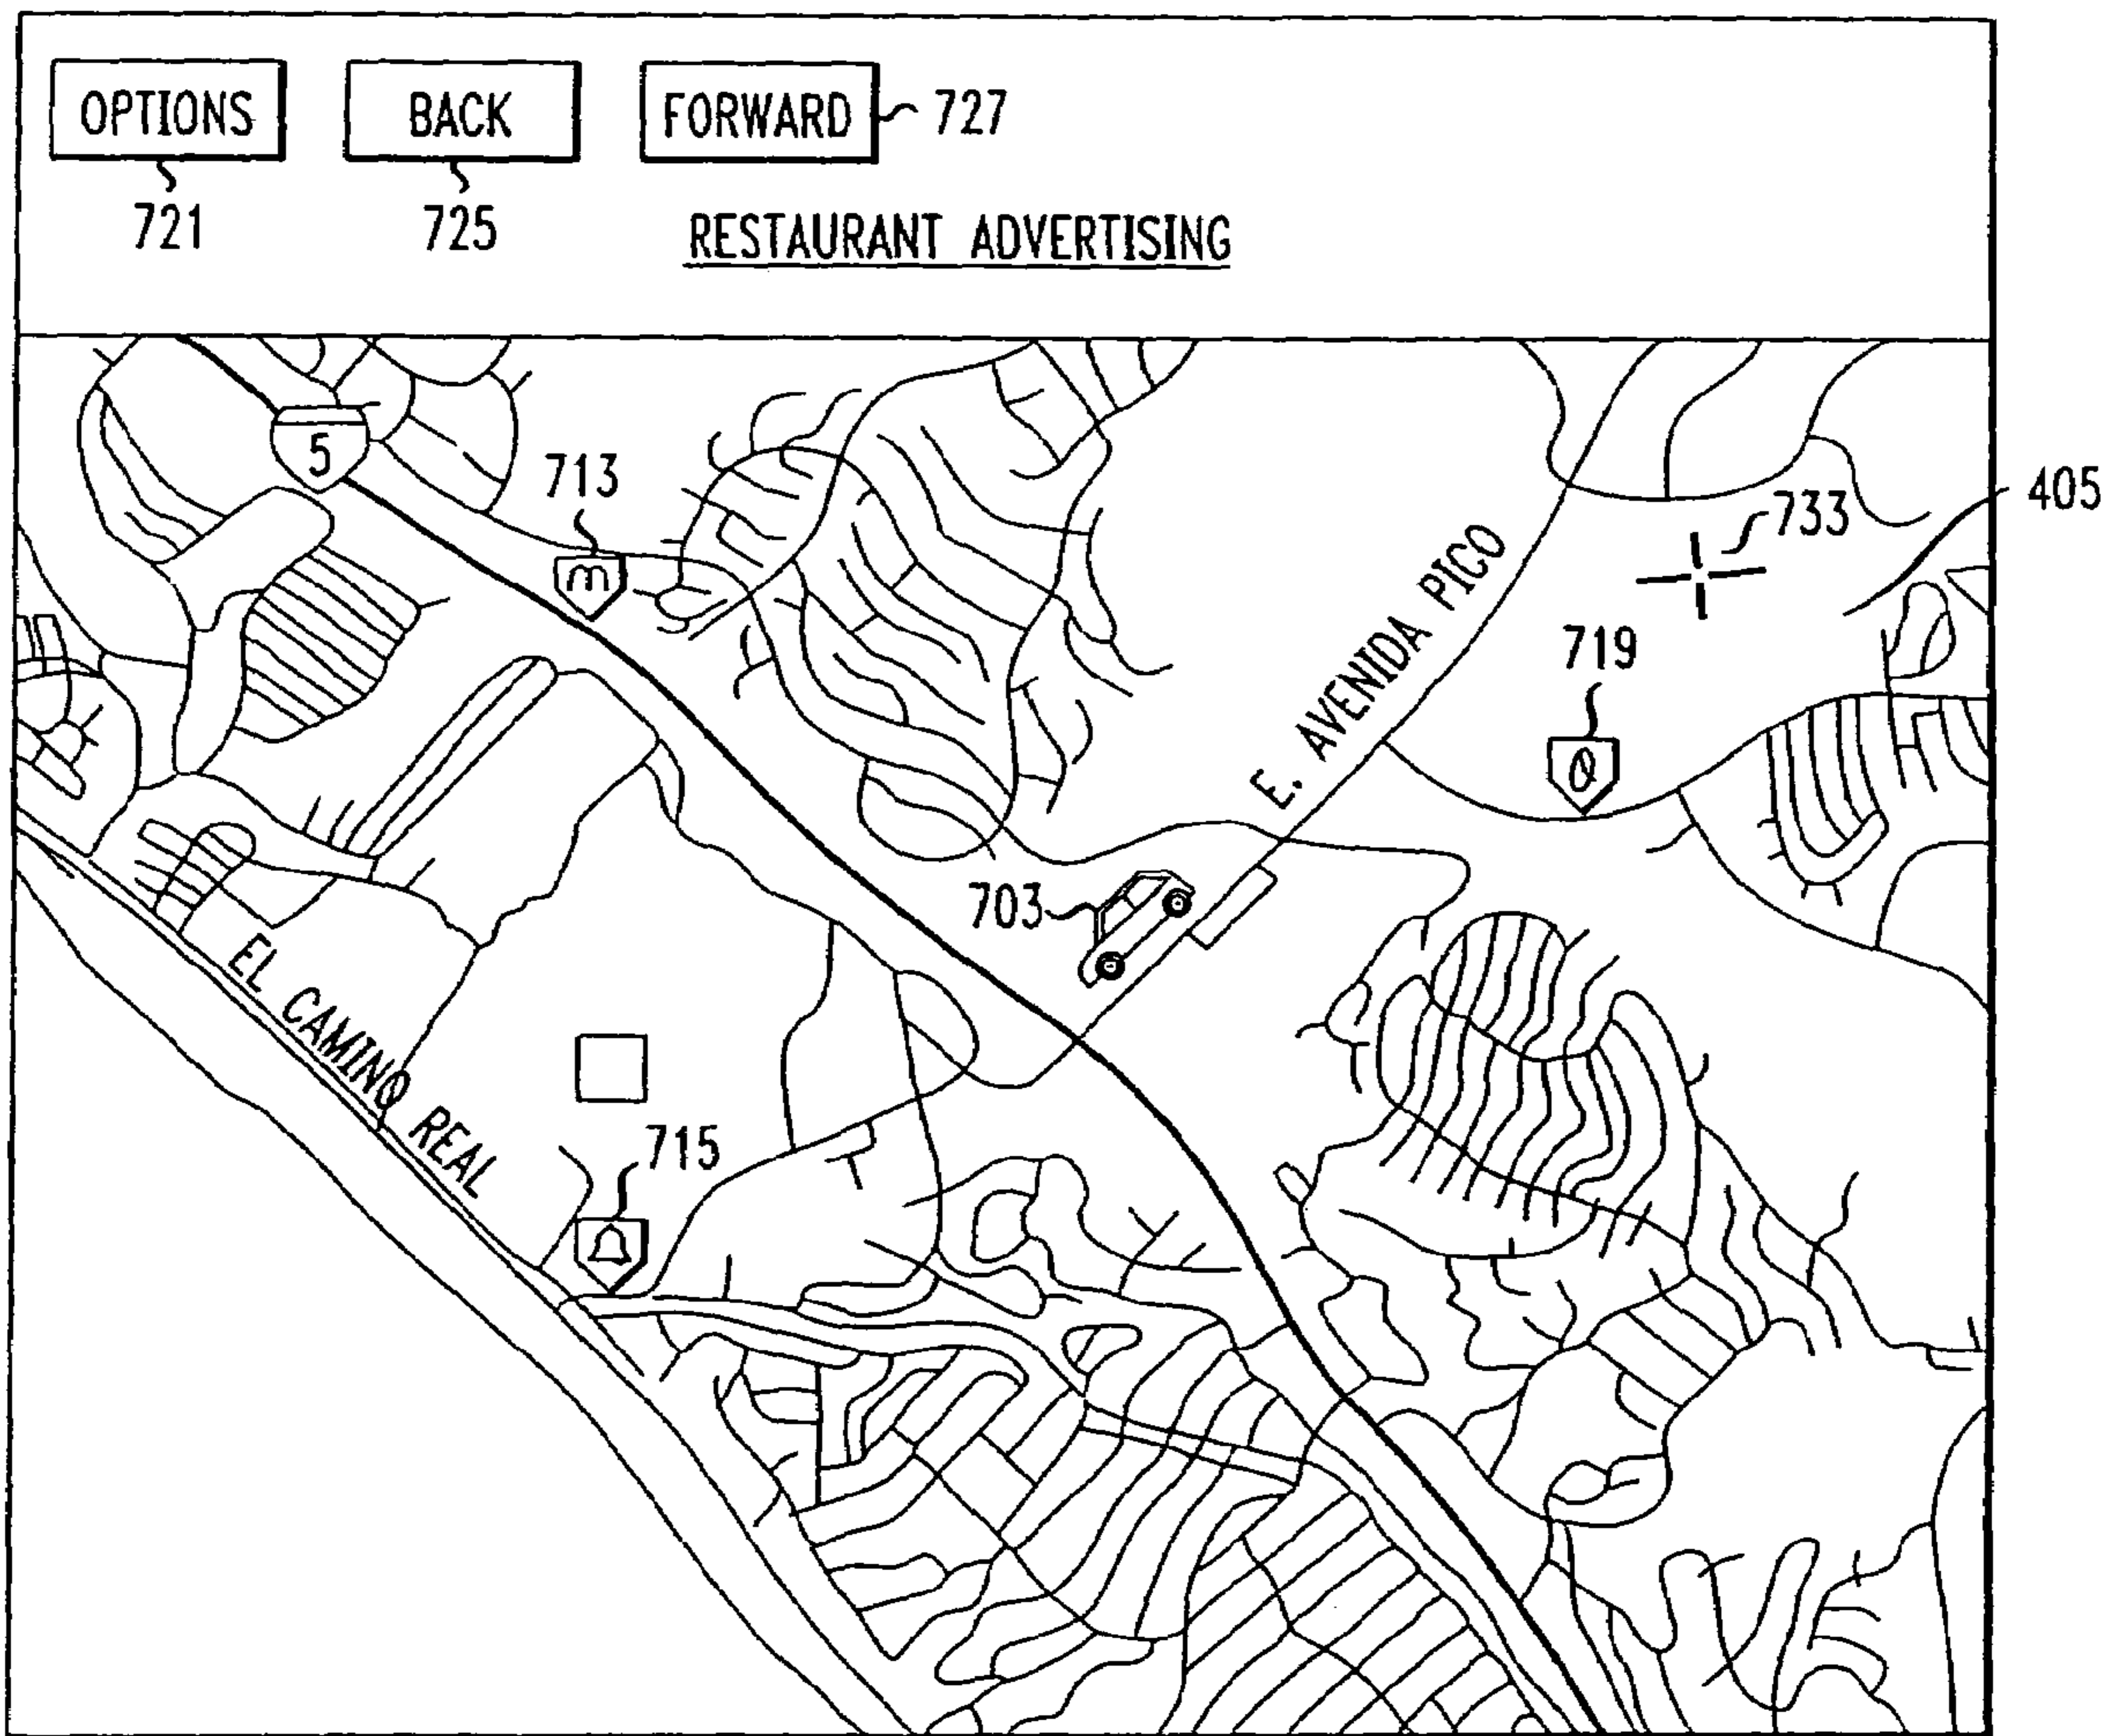 OPTIONS BACK FORWARD 727
721 725
RESTAURANT ADVERTISING
5
713
405
733
E. AVENIDA PICO
719
703
EL CAMINO REAL
715